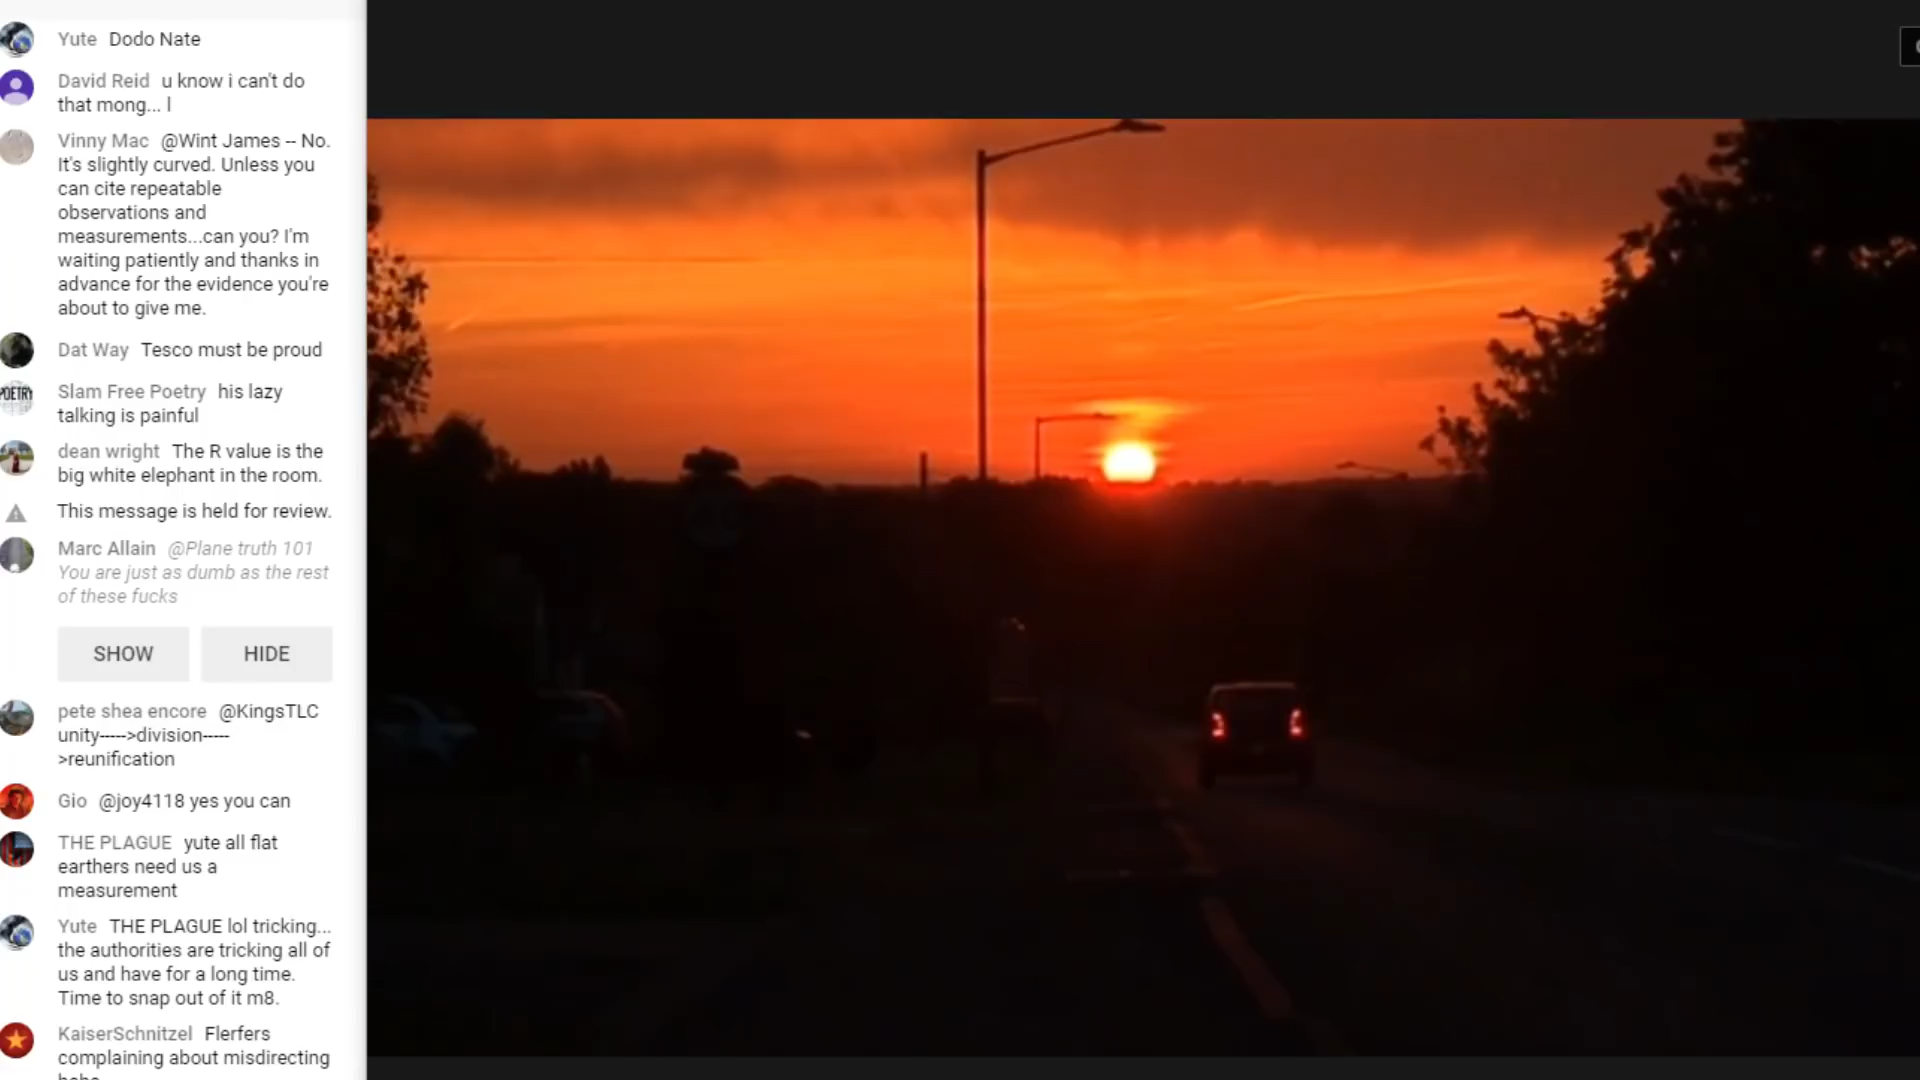 Yute Dodo Nate
David Reid u know i can't do
that mong... I
Vinny Mac @Wint James -- No.
It's slightly curved. Unless you
can cite repeatable
observations and
measurements...can you? I'm
waiting patiently and thanks in
advance for the evidence you're
about to give me.
Dat Way Tesco must be proud
POETRY
Slam Free Poetry his lazy
talking is painful
dean wright The R value is the
big white elephant in the room.
This message is held for review.
Marc Allain @Plane truth 101
You are just as dumb as the rest
of these fucks
SHOW HIDE
pete shea encore @KingsTLC
unity----->division-----
>reunification
Gio @joy4118 yes you can
THE PLAGUE yute all flat
earthers need us a
measurement
Yute THE PLAGUE lol tricking...
the authorities are tricking all of
us and have for a long time.
Time to snap out of it m8.
KaiserSchnitzel Flerfers
complaining about misdirecting